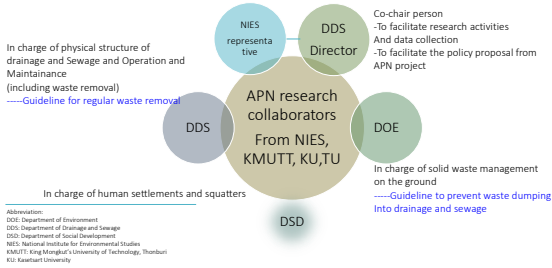 NIES
representa
tive
DDS
Director
Co-chair person
-To facilitate research activities
And data collection
-To facilitate the policy proposal from
APN project
In charge of physical structure of
drainage and Sewage and Operation and
Maintainance
(including waste removal)
-----Guideline for regular waste removal
APN research
collaborators
From NIES,
KMUTT, KU,TU
DDS
DOE
In charge of solid waste management
on the ground
-----Guideline to prevent waste dumping
Into drainage and sewage
In charge of human settlements and squatters
DSD
Abbreviation:
DOE: Department of Environment
DDS: Department of Drainage and Sewage
DSD: Department of Social Development
NIES: National Institute for Environmental Studies
KMUTT: King Mongkut's University of Technology, Thonburi
KU: Kasetsart University